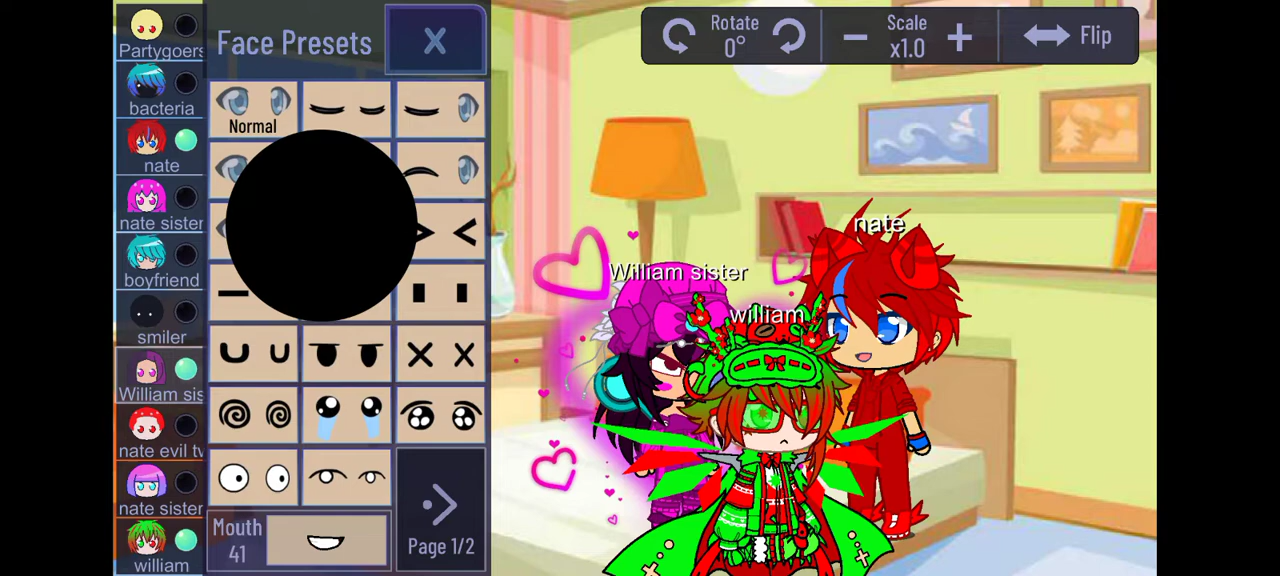 Partygoers
bacteria
nate
nate sister
boyfriend
smiler
William sis
nate evil tw
nate sister
william
Face Presets
X
Normal
Mouth
41
Page 1/2
Rotate
0°
Scale
x1.0
Flip
nate
William sister
william